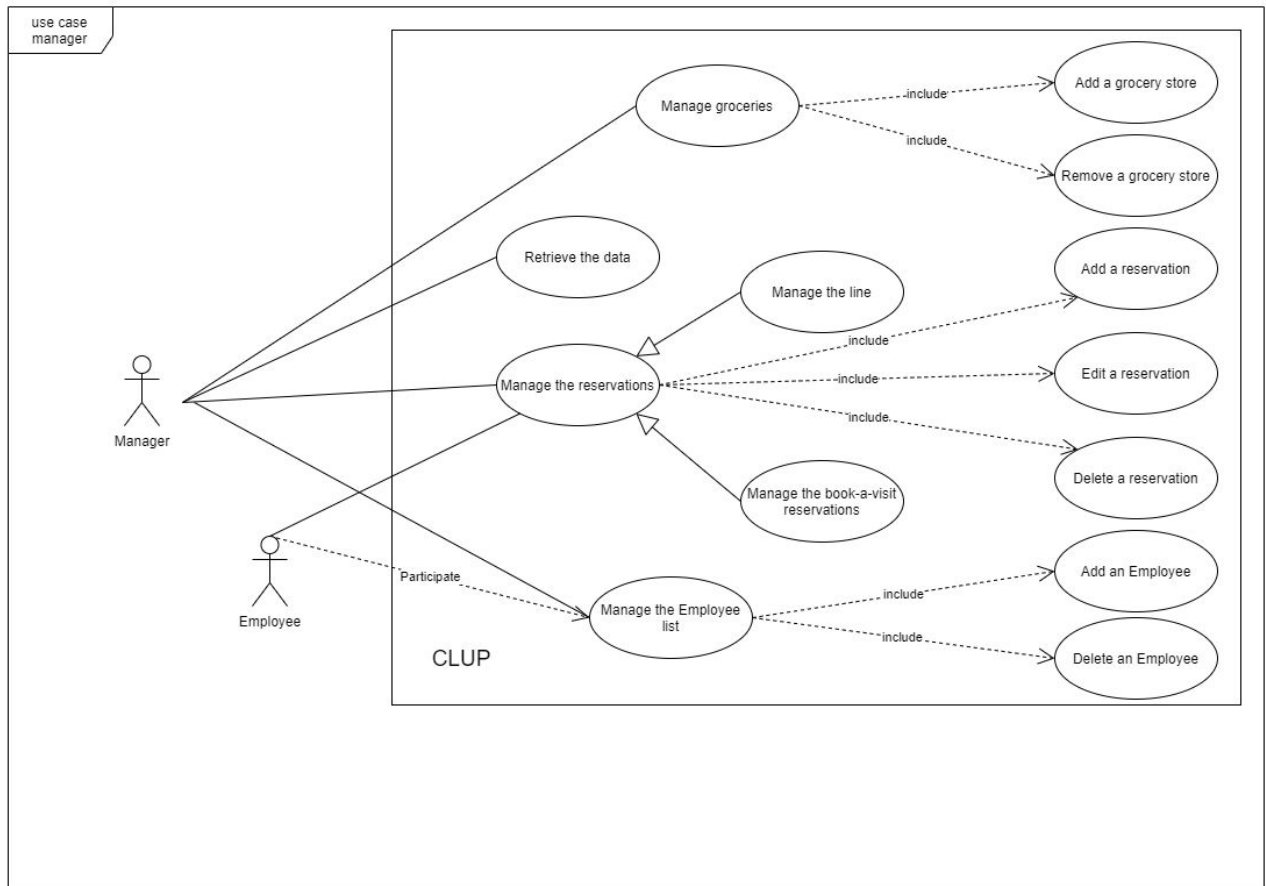 use case
manager
Add a grocery store
include
Manage groceries
include
Remove a grocery store
Retrieve the data
Add a reservation
Manage the line
include
Manage the reservations
include
Edit a reservation
include
Manager
Delete a reservation
Manage the book-a-visit
reservations
Add an Employee
Participate
include
Manage the Employee
list
Employee
include
CLUP
Delete an Employee